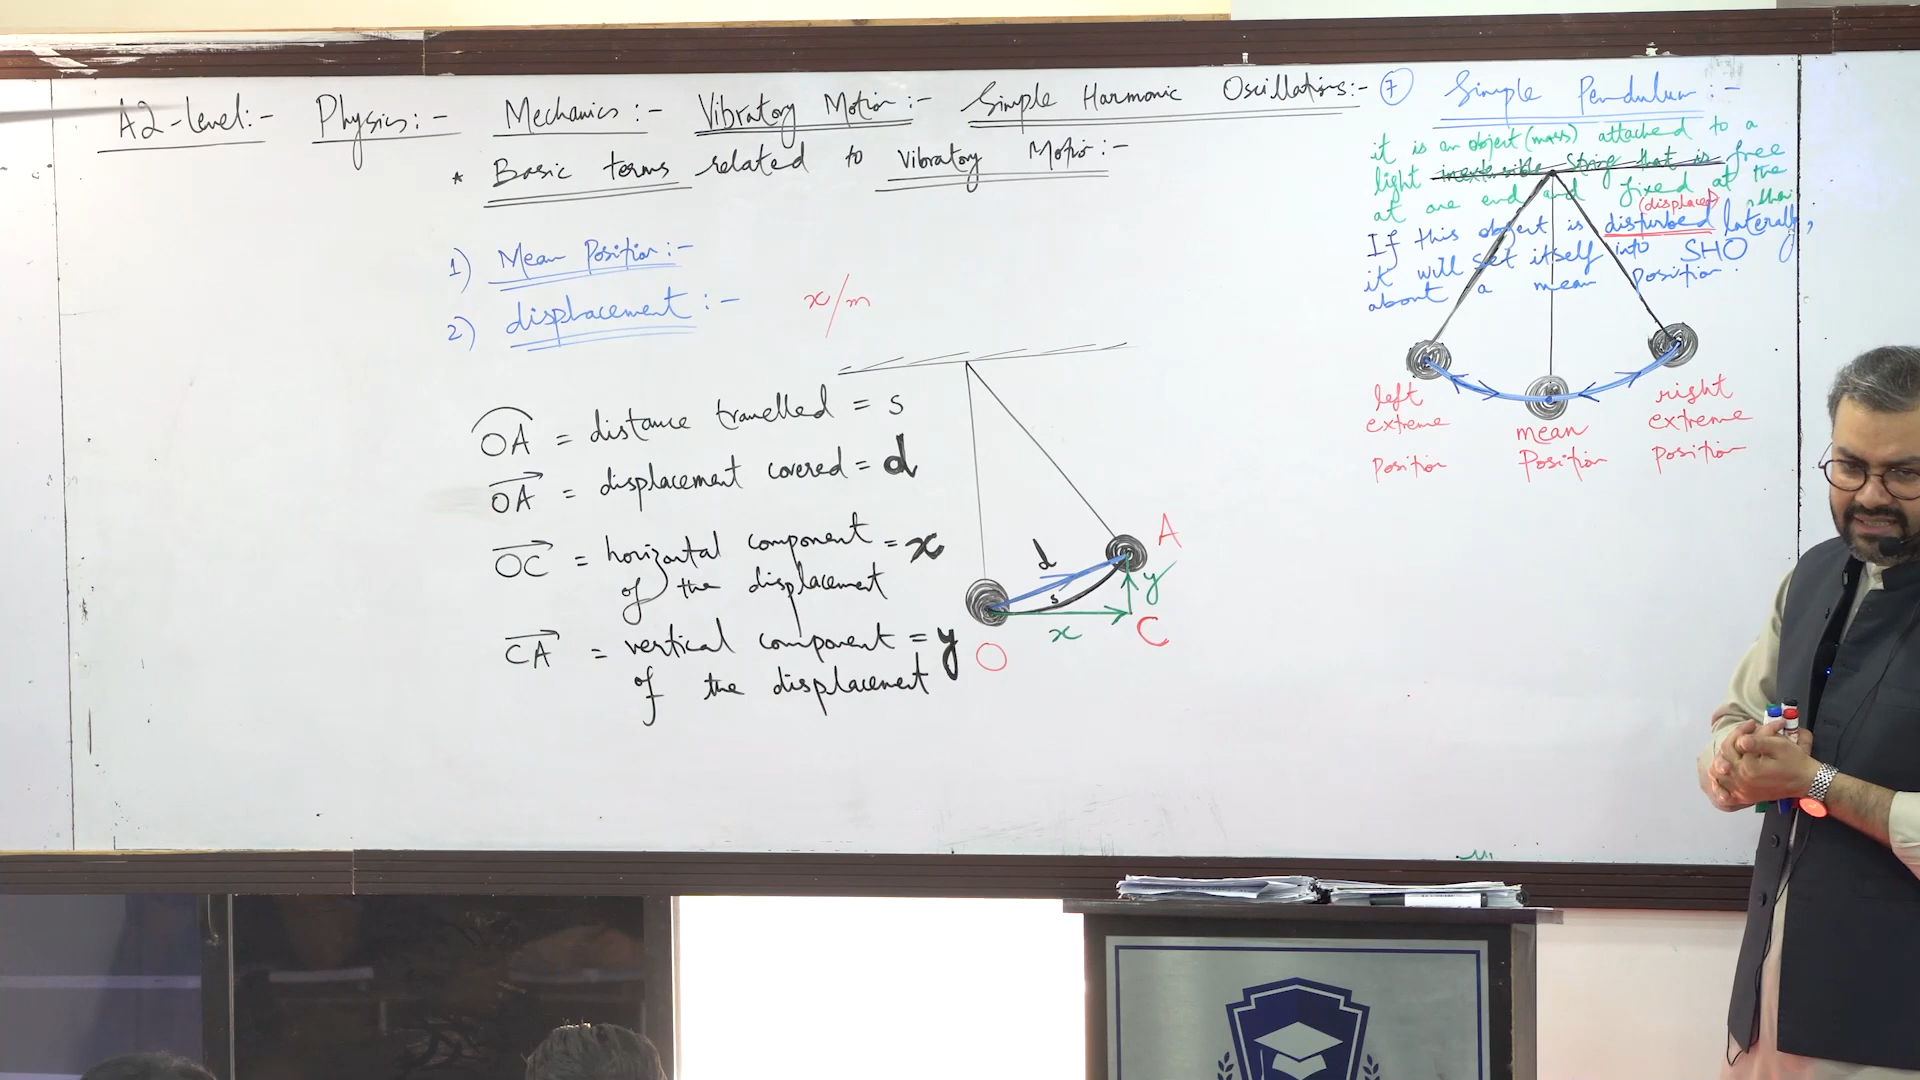 A2-level:- Physics:- Mechanics:- Vibratory Motion:- Simple Harmonic Oscillations:-
* Basic terms related to Vibratory Motion:-
1) Mean Position:-
2) displacement:- x/m
OA = distance travelled = s
OA = displacement covered = d
OC = horizontal component = x
of the displacement
CA = vertical component = y
of the displacement
d
s
A
y
x
C
O
7 Simple Pendulum:-
it is an object (mass) attached to a
light inextensible string that is free
at one end and fixed at the
(displaced)
If this object is disturbed laterally,
it will set itself into SHO
about a mean position.
left
extreme
position
mean
position
right
extreme
position